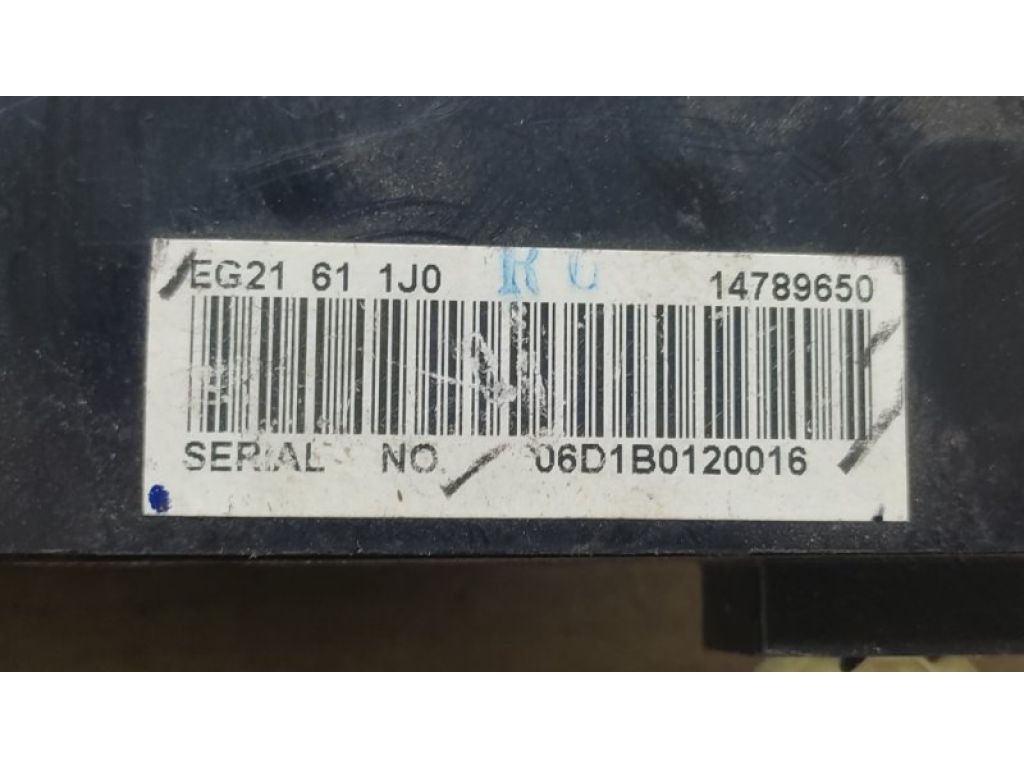 EG21 61 1J0 R 14789650
SERIAL NO. 06D1B0120016